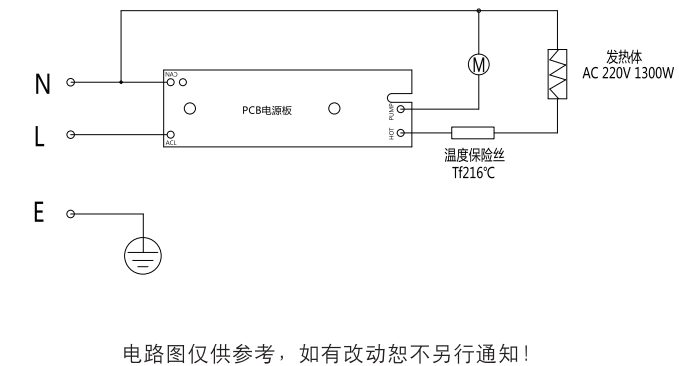 N
L
E
NAC
ACL
PCB电源板
PUMP
HOT
M
发热体
AC 220V 1300W
温度保险丝
Tf216℃
电路图仅供参考，如有改动恕不另行通知！